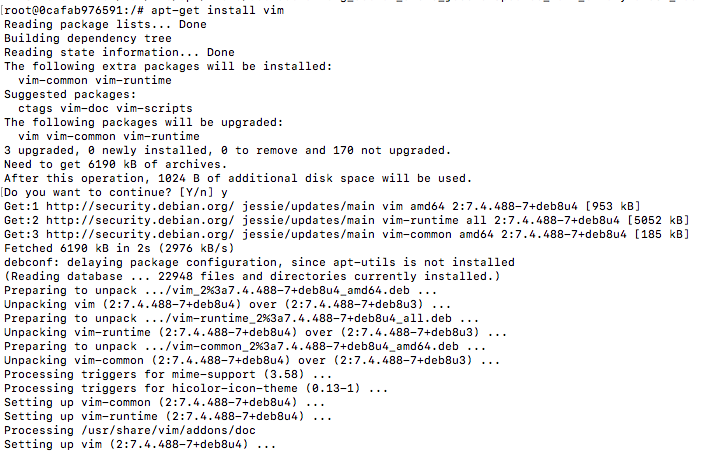 [root@0cafab976591:/# apt-get install vim
Reading package lists... Done
Building dependency tree
Reading state information... Done
The following extra packages will be installed:
  vim-common vim-runtime
Suggested packages:
  ctags vim-doc vim-scripts
The following packages will be upgraded:
  vim vim-common vim-runtime
3 upgraded, 0 newly installed, 0 to remove and 170 not upgraded.
Need to get 6190 kB of archives.
After this operation, 1024 B of additional disk space will be used.
[Do you want to continue? [Y/n] y
Get:1 http://security.debian.org/ jessie/updates/main vim amd64 2:7.4.488-7+deb8u4 [953 kB]
Get:2 http://security.debian.org/ jessie/updates/main vim-runtime all 2:7.4.488-7+deb8u4 [5052 kB]
Get:3 http://security.debian.org/ jessie/updates/main vim-common amd64 2:7.4.488-7+deb8u4 [185 kB]
Fetched 6190 kB in 2s (2976 kB/s)
debconf: delaying package configuration, since apt-utils is not installed
(Reading database ... 22948 files and directories currently installed.)
Preparing to unpack .../vim_2%3a7.4.488-7+deb8u4_amd64.deb ...
Unpacking vim (2:7.4.488-7+deb8u4) over (2:7.4.488-7+deb8u3) ...
Preparing to unpack .../vim-runtime_2%3a7.4.488-7+deb8u4_all.deb ...
Unpacking vim-runtime (2:7.4.488-7+deb8u4) over (2:7.4.488-7+deb8u3) ...
Preparing to unpack .../vim-common_2%3a7.4.488-7+deb8u4_amd64.deb ...
Unpacking vim-common (2:7.4.488-7+deb8u4) over (2:7.4.488-7+deb8u3) ...
Processing triggers for mime-support (3.58) ...
Processing triggers for hicolor-icon-theme (0.13-1) ...
Setting up vim-common (2:7.4.488-7+deb8u4) ...
Setting up vim-runtime (2:7.4.488-7+deb8u4) ...
Processing /usr/share/vim/addons/doc
Setting up vim (2:7.4.488-7+deb8u4) ...